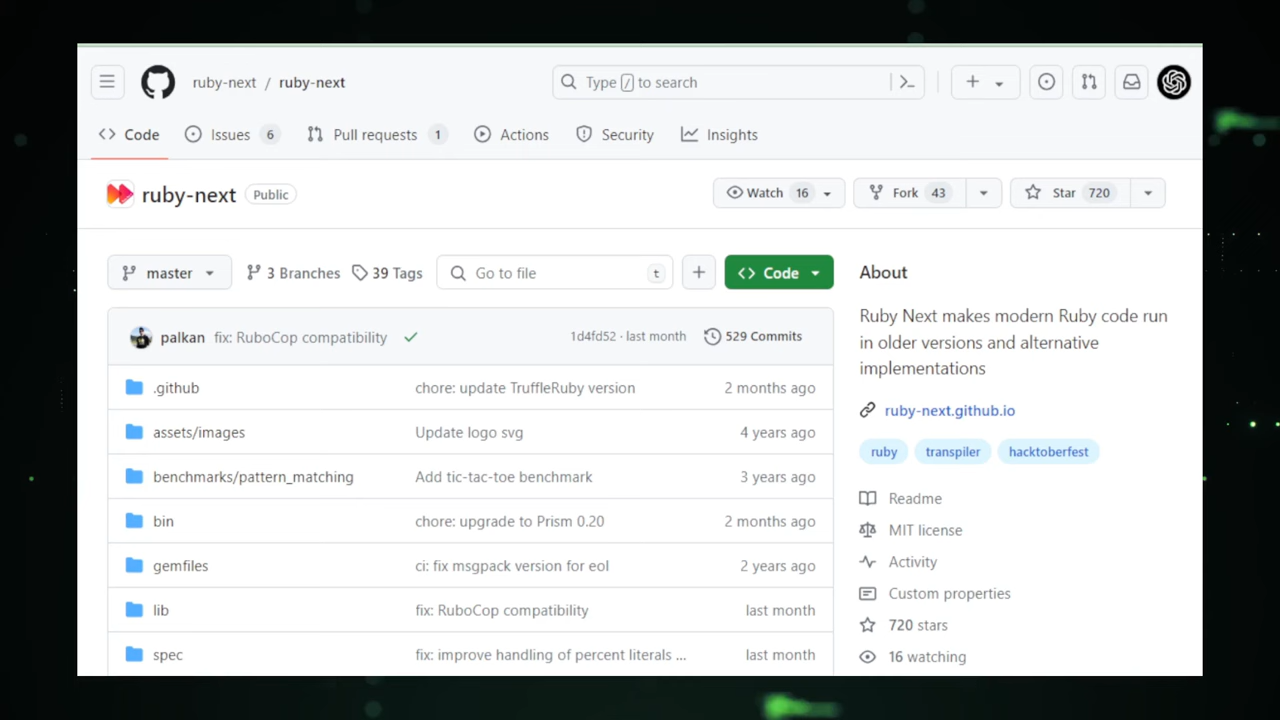 ruby-next / ruby-next
Type / to search
Code
Issues 6
Pull requests 1
Actions
Security
Insights
ruby-next Public
Watch 16
Fork 43
Star 720
master
3 Branches
39 Tags
Go to file t
Code
palkan fix: RuboCop compatibility
1d4fd52 · last month
529 Commits
.github chore: update TruffleRuby version 2 months ago
assets/images Update logo svg 4 years ago
benchmarks/pattern_matching Add tic-tac-toe benchmark 3 years ago
bin chore: upgrade to Prism 0.20 2 months ago
gemfiles ci: fix msgpack version for eol 2 years ago
lib fix: RuboCop compatibility last month
spec fix: improve handling of percent literals ... last month
About
Ruby Next makes modern Ruby code run
in older versions and alternative
implementations
ruby-next.github.io
ruby transpiler hacktoberfest
Readme
MIT license
Activity
Custom properties
720 stars
16 watching